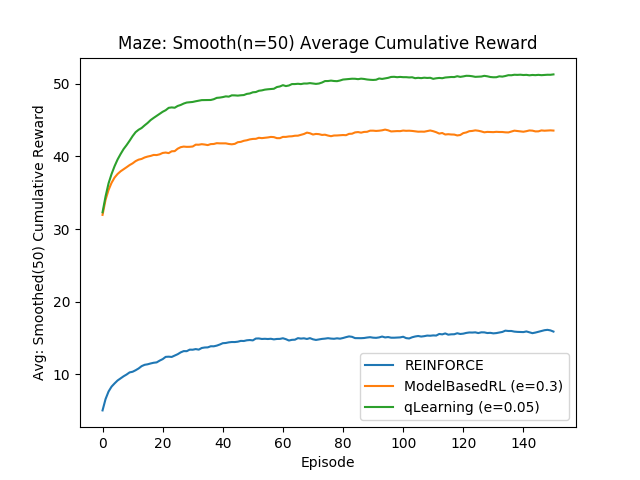 Maze: Smooth(n=50) Average Cumulative Reward
Avg: Smoothed(50) Cumulative Reward
50
40
30
20
10
REINFORCE
ModelBasedRL (e=0.3)
qLearning (e=0.05)
0 20 40 60 80 100 120 140
Episode